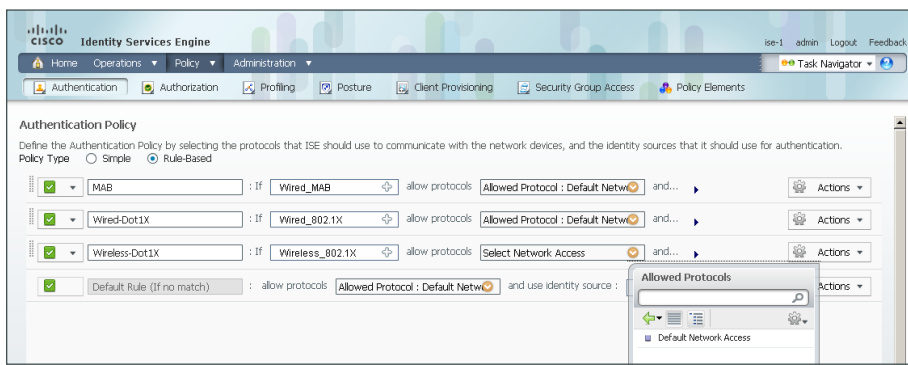 CISCO Identity Services Engine
ise-1 admin Logout Feedback
Home Operations Policy Administration
Task Navigator
Authentication Authorization Profiling Posture Client Provisioning Security Group Access Policy Elements
Authentication Policy
Define the Authentication Policy by selecting the protocols that ISE should use to communicate with the network devices, and the identity sources that it should use for authentication.
Policy Type Simple Rule-Based
MAB : If Wired_MAB allow protocols Allowed Protocol : Default Netw and... Actions
Wired-Dot1X : If Wired_802.1X allow protocols Allowed Protocol : Default Netw and... Actions
Wireless-Dot1X : If Wireless_802.1X allow protocols Select Network Access and... Actions
Default Rule (If no match) : allow protocols Allowed Protocol : Default Netw and use identity source : Actions
Allowed Protocols
Default Network Access